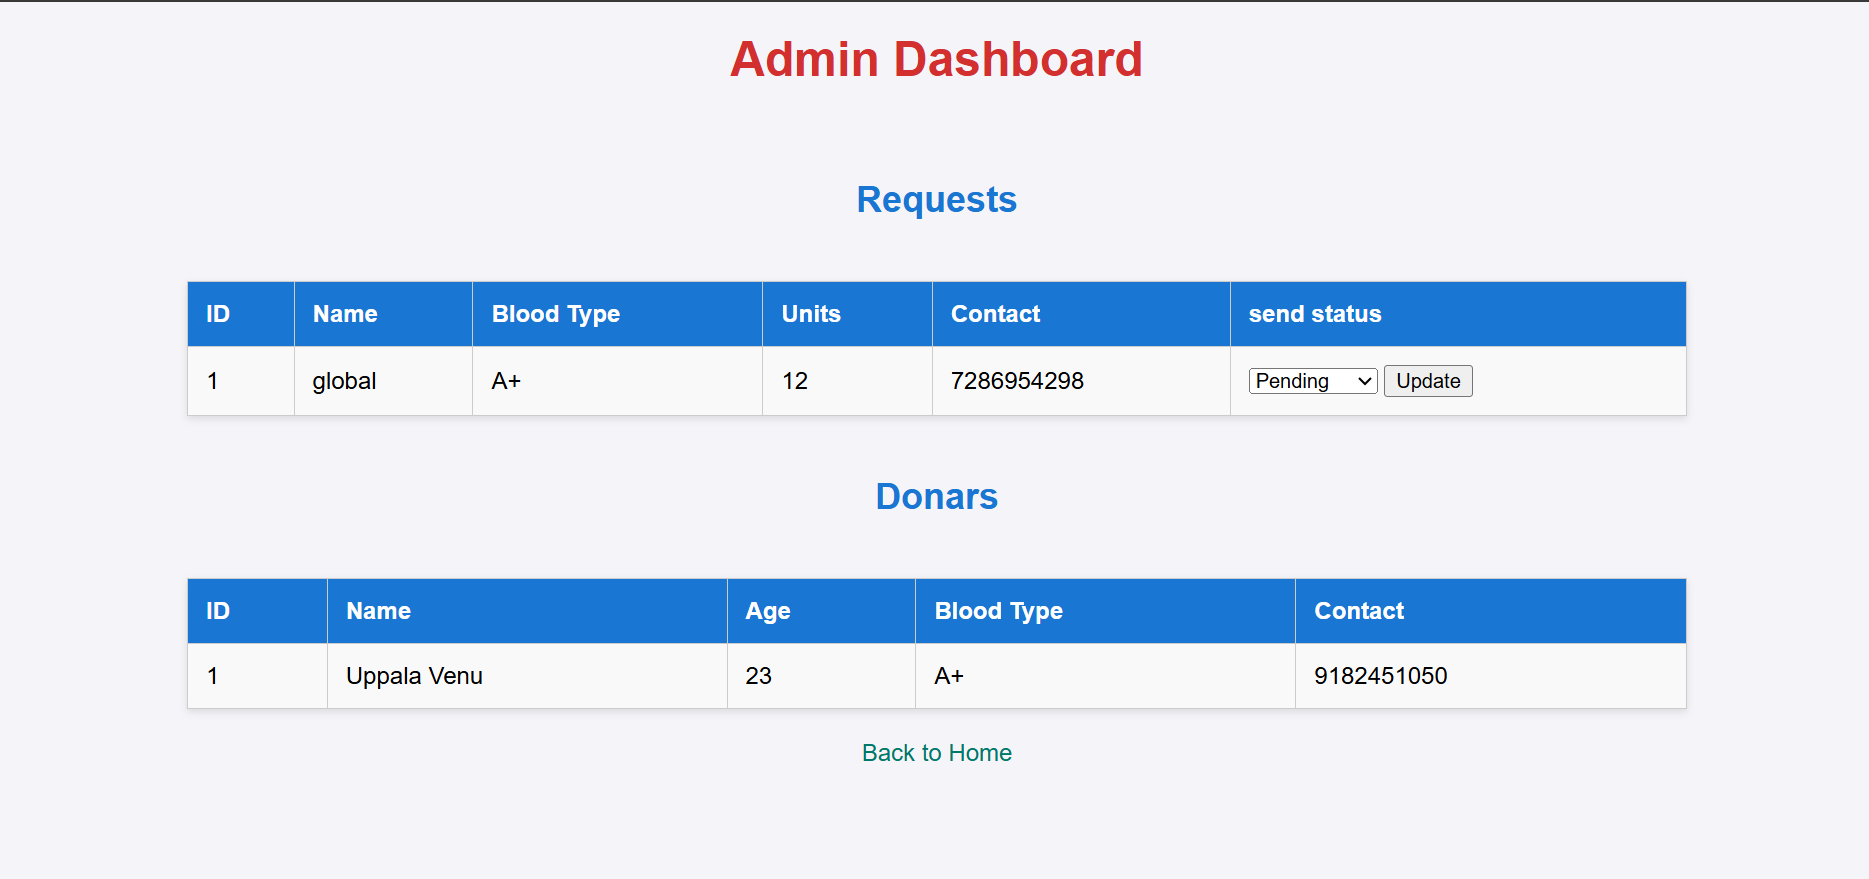 Admin Dashboard
Requests
ID Name Blood Type Units Contact send status
1 global A+ 12 7286954298 Pending Update
Donars
ID Name Age Blood Type Contact
1 Uppala Venu 23 A+ 9182451050
Back to Home